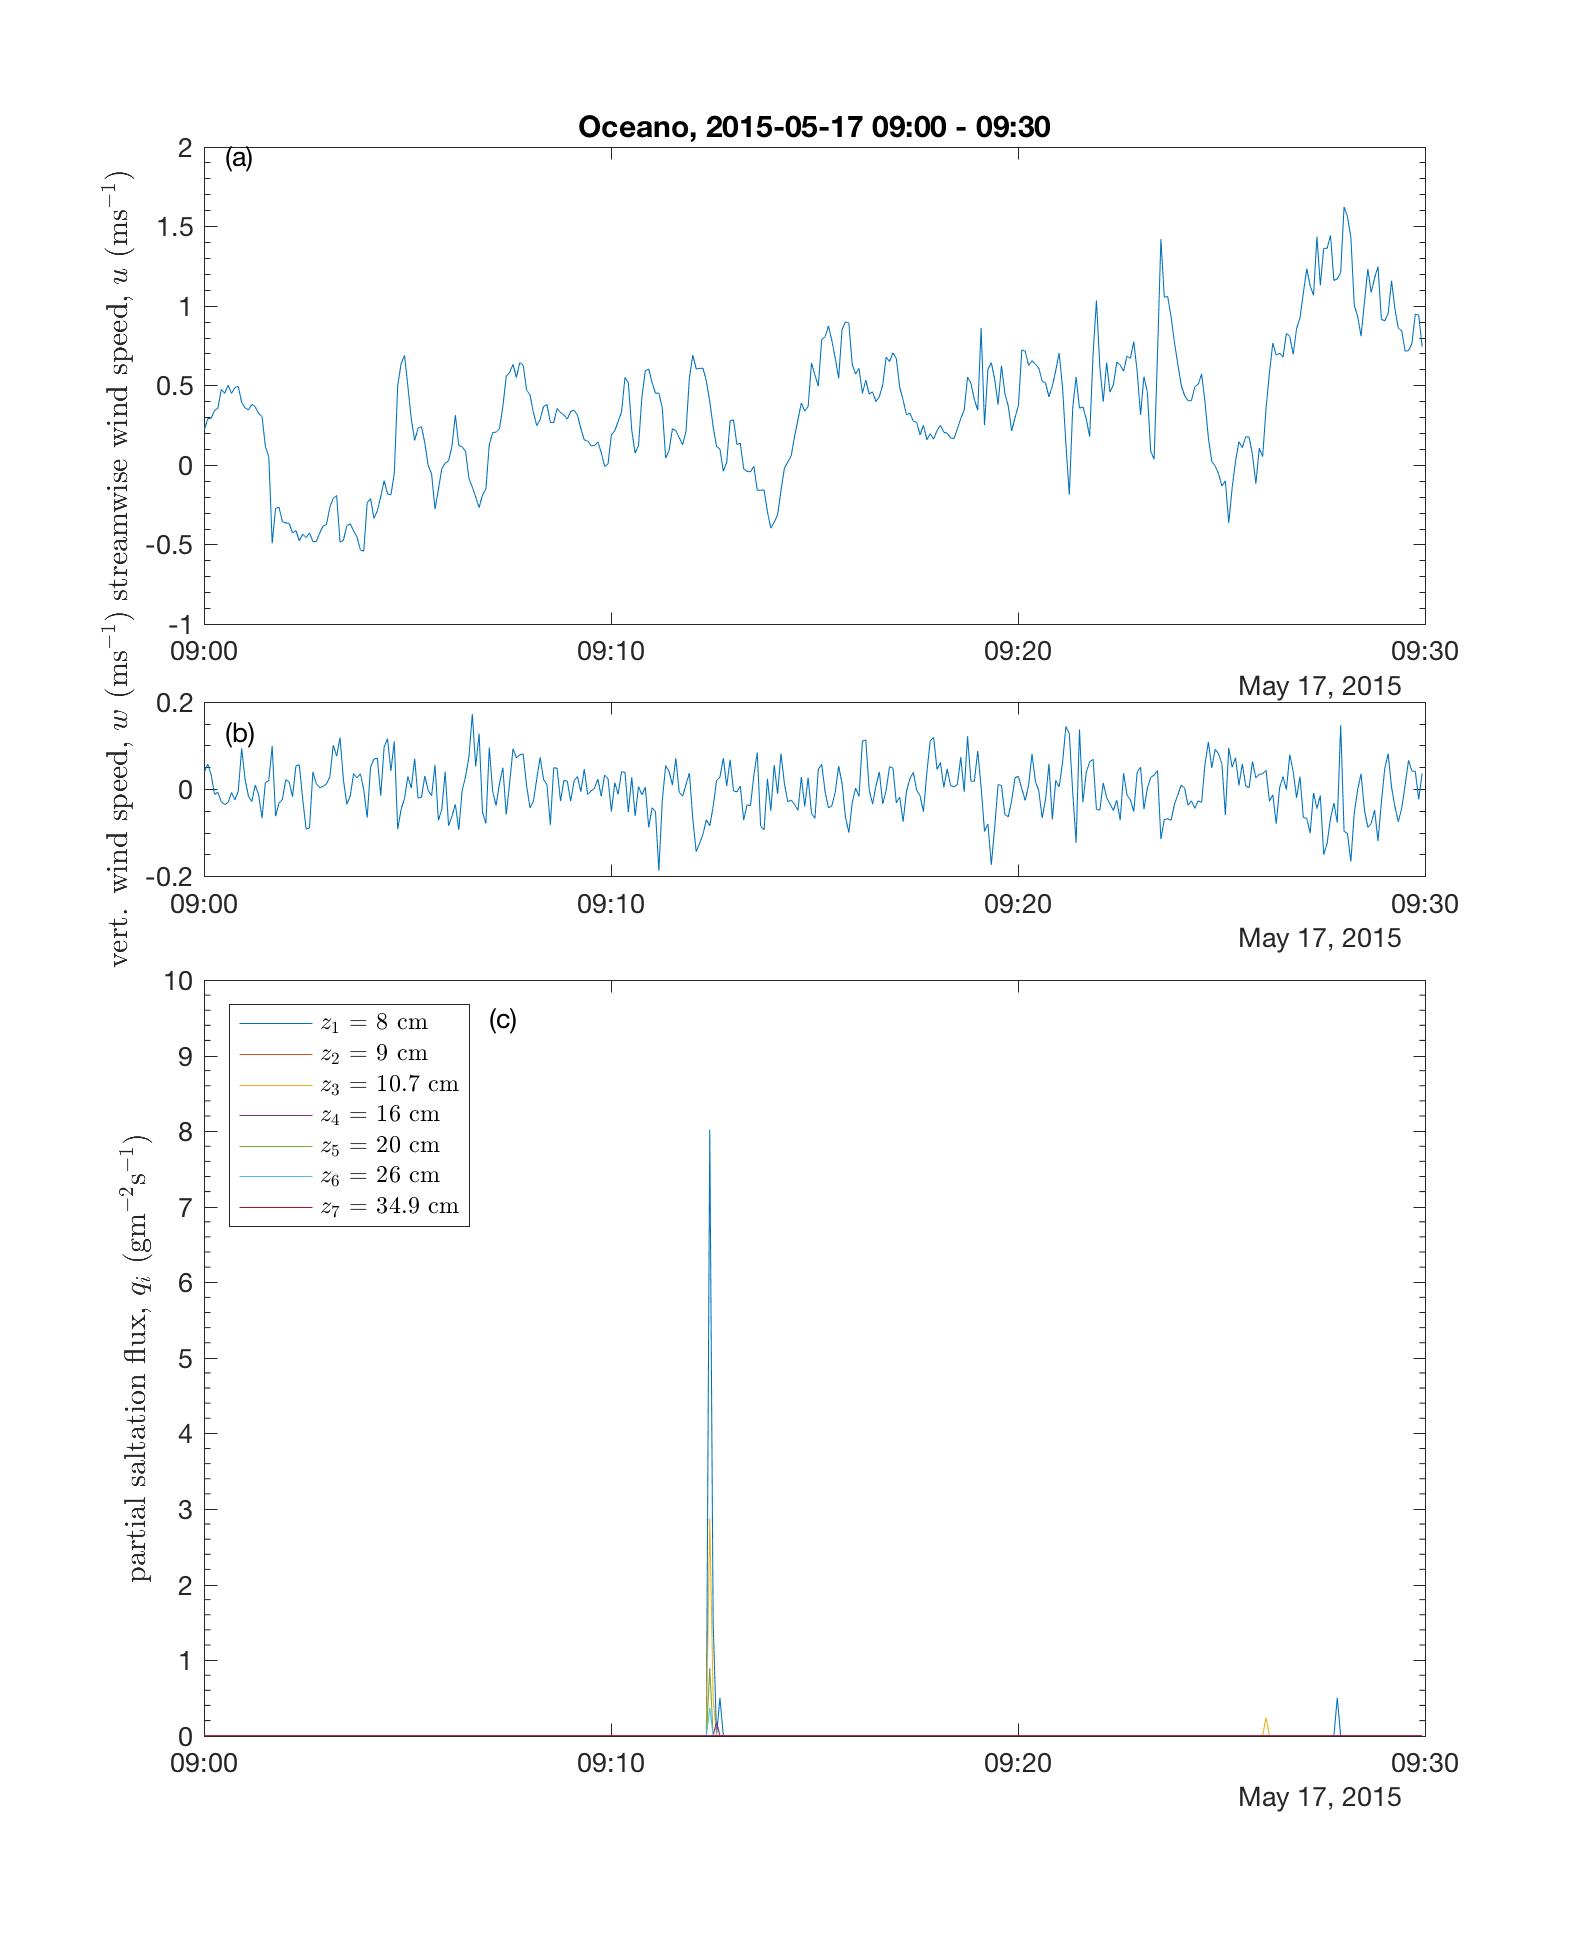 Oceano, 2015-05-17 09:00 - 09:30
(a)
streamwise wind speed, u (ms⁻¹)
2
1.5
1
0.5
0
-0.5
-1
09:00 09:10 09:20 09:30
May 17, 2015
(b)
vert. wind speed, w (ms⁻¹)
0.2
0
-0.2
09:00 09:10 09:20 09:30
May 17, 2015
(c)
partial saltation flux, qᵢ (gm⁻²s⁻¹)
10
9
8
7
6
5
4
3
2
1
0
z₁ = 8 cm
z₂ = 9 cm
z₃ = 10.7 cm
z₄ = 16 cm
z₅ = 20 cm
z₆ = 26 cm
z₇ = 34.9 cm
09:00 09:10 09:20 09:30
May 17, 2015